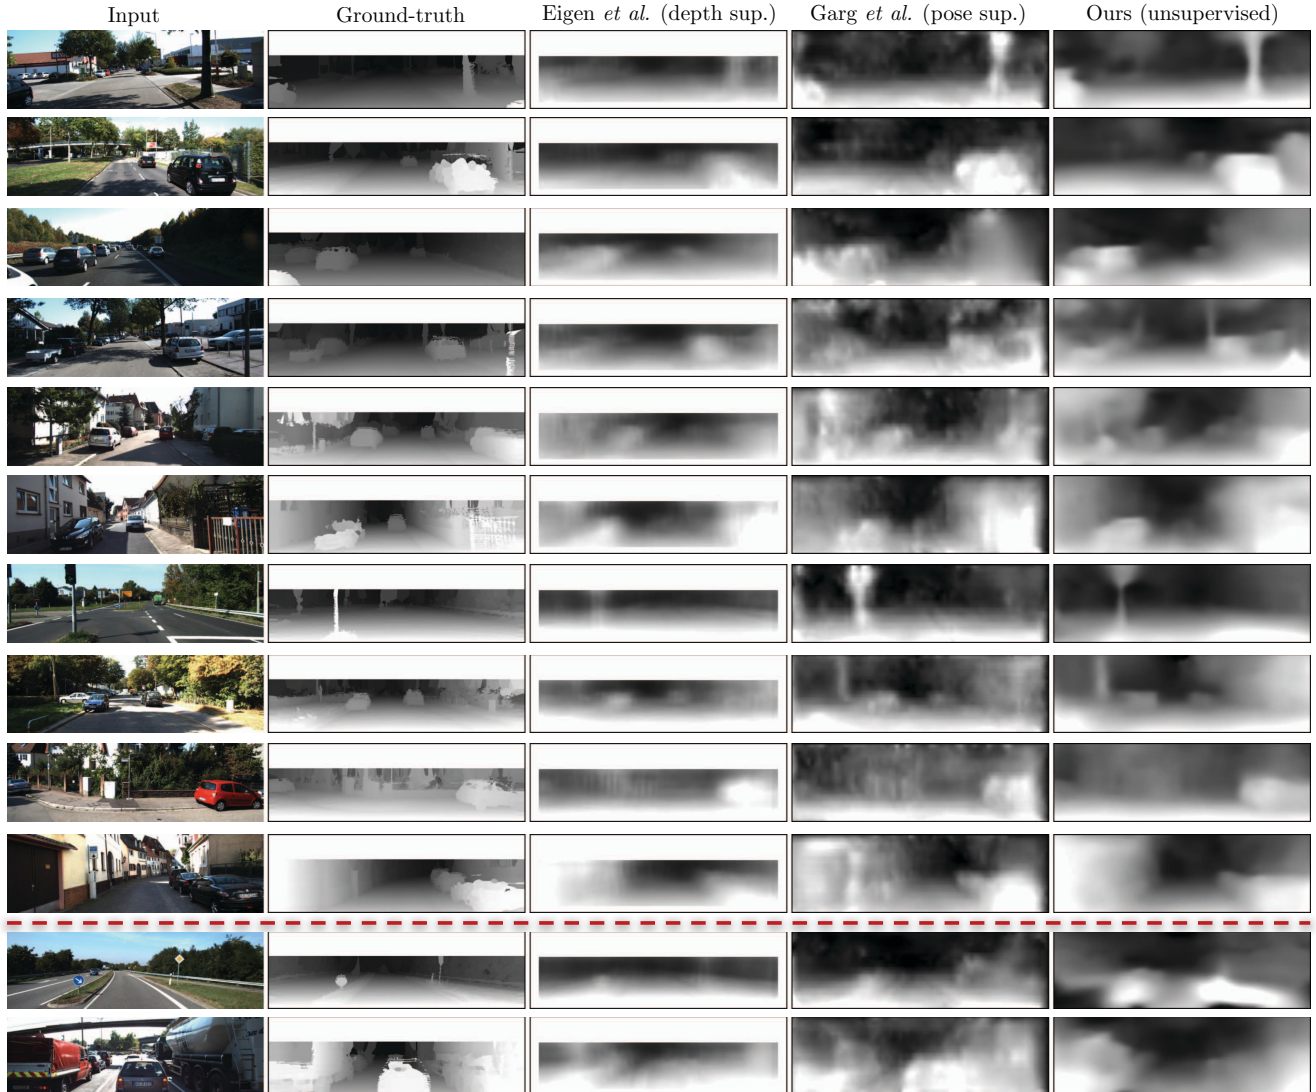 Input Ground-truth Eigen et al. (depth sup.) Garg et al. (pose sup.) Ours (unsupervised)